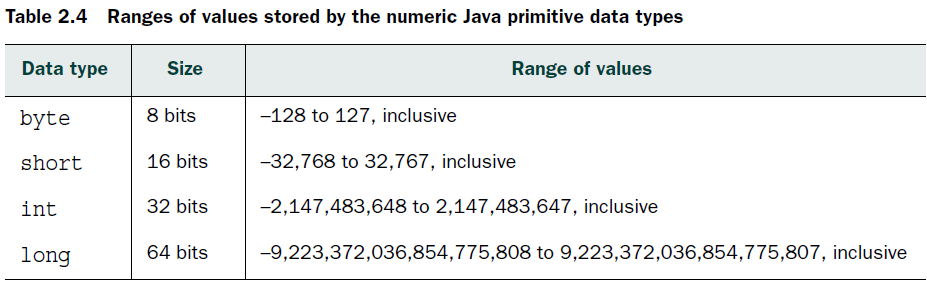 Table 2.4 Ranges of values stored by the numeric Java primitive data types
Data type Size Range of values
byte 8 bits –128 to 127, inclusive
short 16 bits –32,768 to 32,767, inclusive
int 32 bits –2,147,483,648 to 2,147,483,647, inclusive
long 64 bits –9,223,372,036,854,775,808 to 9,223,372,036,854,775,807, inclusive